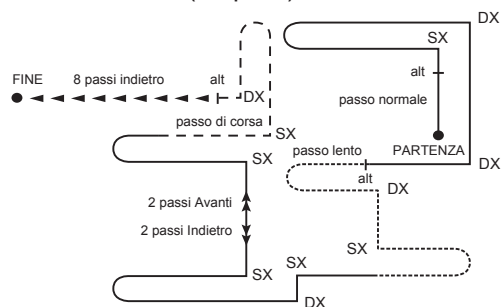 DX
SX
FINE
8 passi indietro
alt
DX
alt
passo normale
passo di corsa
SX
passo lento
PARTENZA
SX
alt
DX
DX
2 passi Avanti
2 passi Indietro
SX
SX
SX
DX